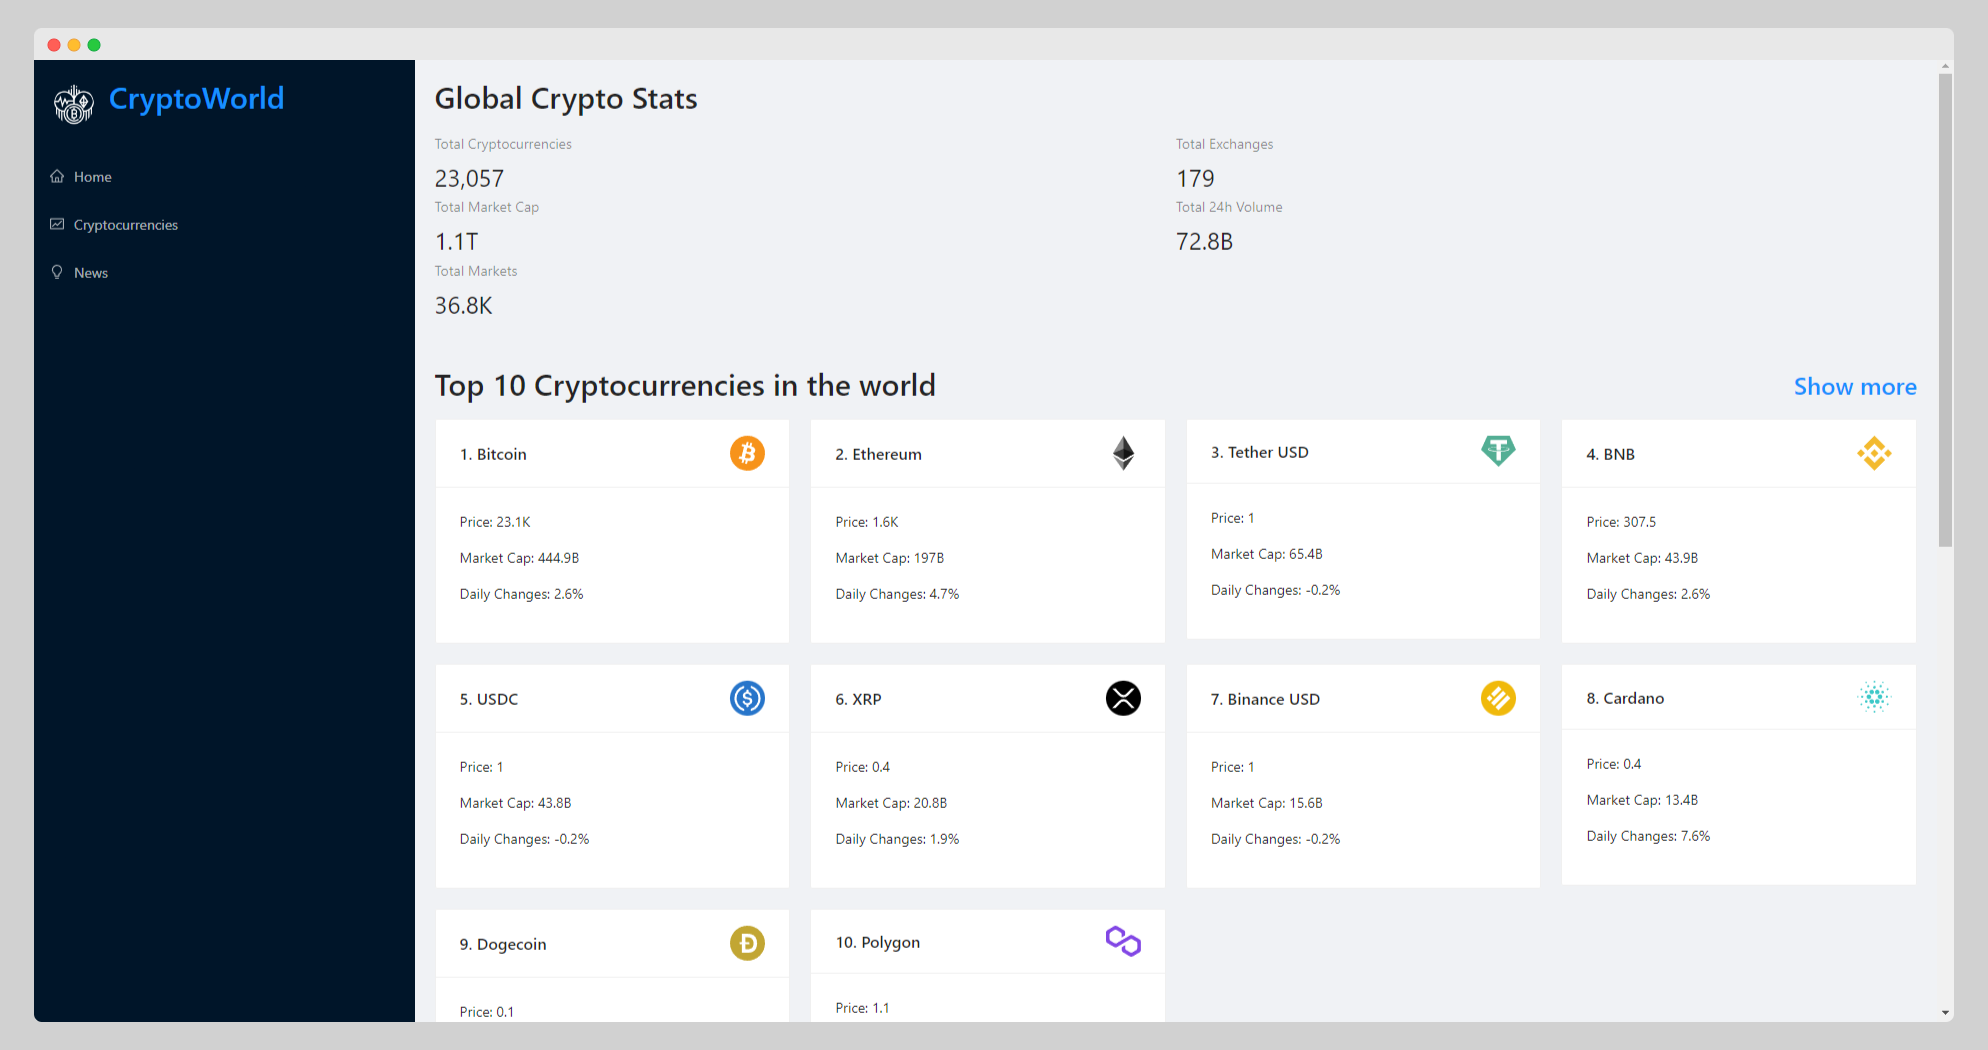 CryptoWorld
Home
Cryptocurrencies
News
Global Crypto Stats
Total Cryptocurrencies
23,057
Total Exchanges
179
Total Market Cap
1.1T
Total 24h Volume
72.8B
Total Markets
36.8K
Top 10 Cryptocurrencies in the world
Show more
1. Bitcoin
Price: 23.1K
Market Cap: 444.9B
Daily Changes: 2.6%
2. Ethereum
Price: 1.6K
Market Cap: 197B
Daily Changes: 4.7%
3. Tether USD
Price: 1
Market Cap: 65.4B
Daily Changes: -0.2%
4. BNB
Price: 307.5
Market Cap: 43.9B
Daily Changes: 2.6%
5. USDC
Price: 1
Market Cap: 43.8B
Daily Changes: -0.2%
6. XRP
Price: 0.4
Market Cap: 20.8B
Daily Changes: 1.9%
7. Binance USD
Price: 1
Market Cap: 15.6B
Daily Changes: -0.2%
8. Cardano
Price: 0.4
Market Cap: 13.4B
Daily Changes: 7.6%
9. Dogecoin
Price: 0.1
10. Polygon
Price: 1.1